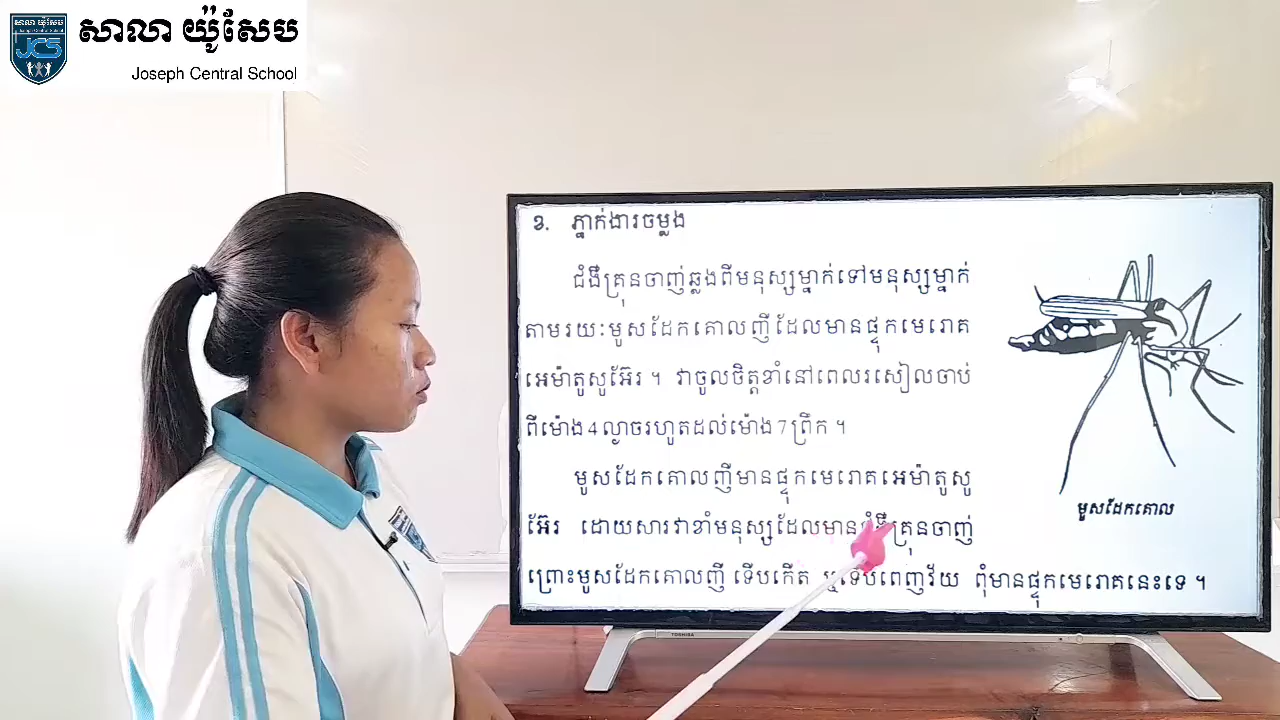 សាលា យ៉ូសែប
Joseph Central School
JCS
ខ. ភ្នាក់ងារចម្លង
ជំងឺគ្រុនចាញ់ឆ្លងពីមនុស្សម្នាក់ទៅមនុស្សម្នាក់
តាមរយៈមូសដែកគោលញីដែលមានផ្ទុកមេរោគ
អេម៉ាតូសូអ៊ែរ ។ វាចូលចិត្តខាំនៅពេលរសៀលចាប់
ពីម៉ោង 4 ល្ងាចរហូតដល់ម៉ោង 7 ព្រឹក ។
មូសដែកគោលញីមានផ្ទុកមេរោគអេម៉ាតូសូ
អ៊ែរ ដោយសារវាខាំមនុស្សដែលមានជំងឺគ្រុនចាញ់
ព្រោះមូសដែកគោលញី ទើបកើត ឬទើបពេញវ័យ ពុំមានផ្ទុកមេរោគនេះទេ ។
មូសដែកគោល
TOSHIBA